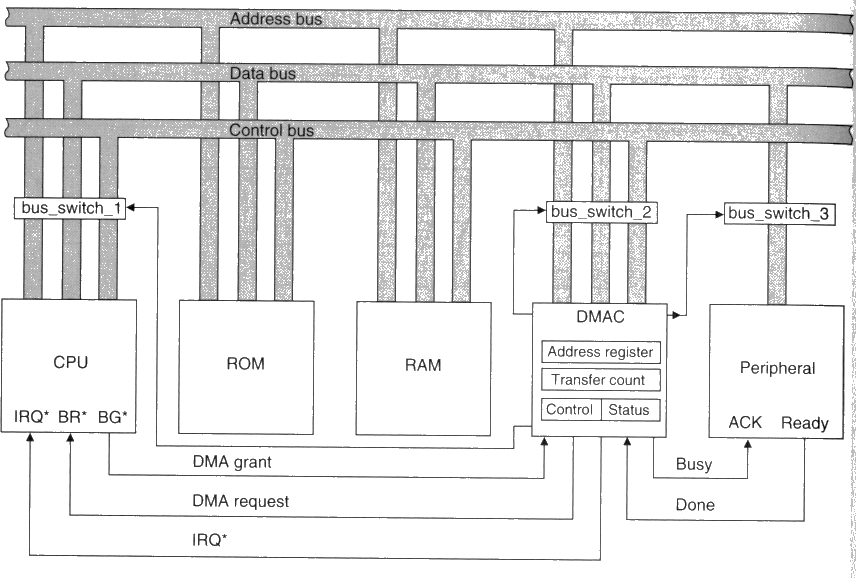 Address bus
Data bus
Control bus
bus_switch_1
bus_switch_2
bus_switch_3
CPU
IRQ* BR* BG*
ROM
RAM
DMAC
Address register
Transfer count
Control Status
Peripheral
ACK Ready
DMA grant
Busy
DMA request
Done
IRQ*